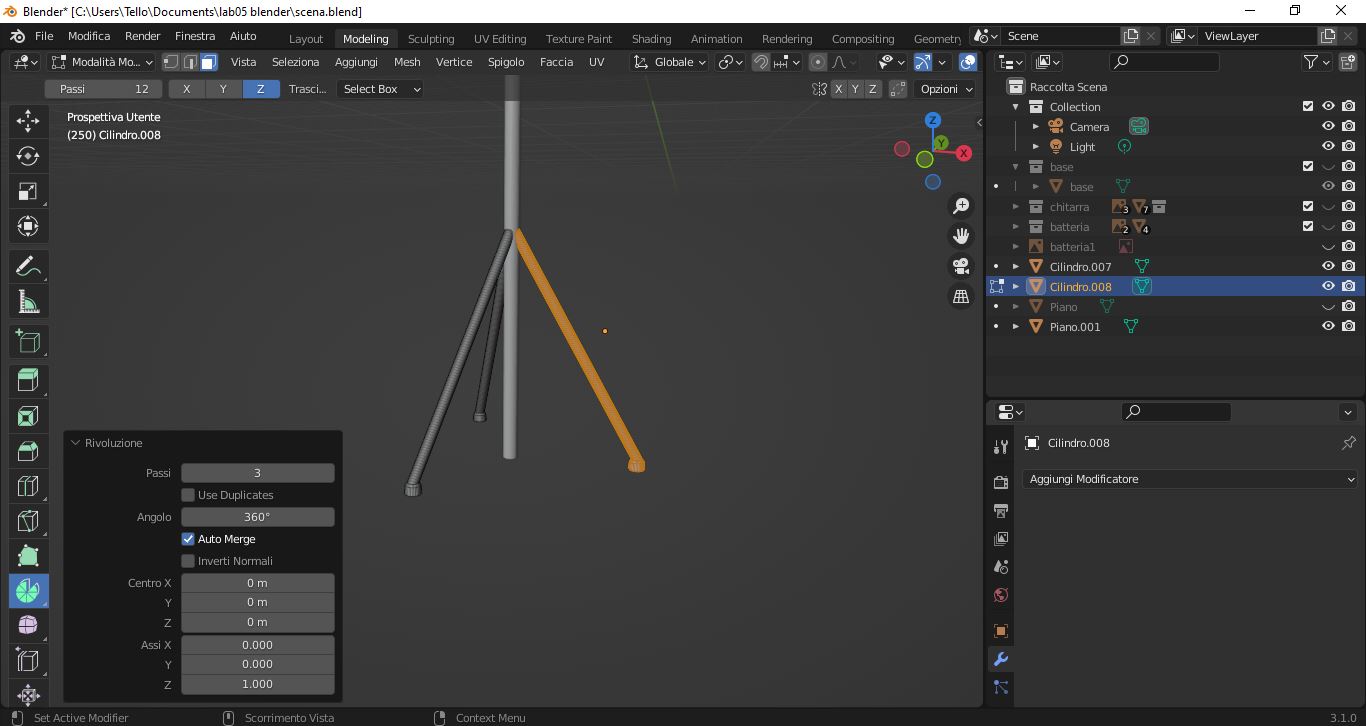 Blender* [C:\Users\Tello\Documents\lab05 blender\scena.blend]
File Modifica Render Finestra Aiuto Layout Modeling Sculpting UV Editing Texture Paint Shading Animation Rendering Compositing Geometry Scene ViewLayer
Modalità Mo... Vista Seleziona Aggiungi Mesh Vertice Spigolo Faccia UV Globale
Passi 12 X Y Z Trasci... Select Box X Y Z Opzioni
Prospettiva Utente
(250) Cilindro.008
Z
Y
X
Raccolta Scena
Collection
Camera
Light
base
base
chitarra 3 7
batteria 2 4
batteria1
Cilindro.007
Cilindro.008
Piano
Piano.001
Cilindro.008
Aggiungi Modificatore
Rivoluzione
Passi 3
Use Duplicates
Angolo 360°
Auto Merge
Inverti Normali
Centro X 0 m
Y 0 m
Z 0 m
Assi X 0.000
Y 0.000
Z 1.000
Set Active Modifier Scorrimento Vista Context Menu 3.1.0